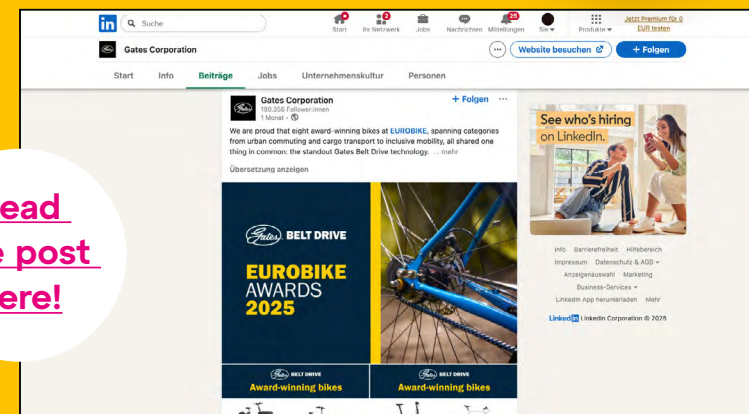 in Suche
Start Ihr Netzwerk Jobs Nachrichten 25 Mitteilungen Sie Produkte Jetzt Premium für 0 EUR testen
Gates Corporation
Website besuchen
+ Folgen
Start Info Beiträge Jobs Unternehmenskultur Personen
Gates Corporation
+ Folgen
Follower:innen
1 Monat
We are proud that eight award-winning bikes at EUROBIKE, spanning categories
from urban commuting and cargo transport to inclusive mobility, all shared one
thing in common: the standout Gates Belt Drive technology. ... mehr
Übersetzung anzeigen
Gates BELT DRIVE
EUROBIKE
AWARDS
2025
Gates BELT DRIVE
Award-winning bikes
Gates BELT DRIVE
Award-winning bikes
See who's hiring
on LinkedIn.
Info Barrierefreiheit Hilfebereich
Impressum Datenschutz & AGB
Anzeigenauswahl Marketing
Business-Services
LinkedIn App herunterladen Mehr
Linkedin LinkedIn Corporation © 2025
ead
e post
ere!